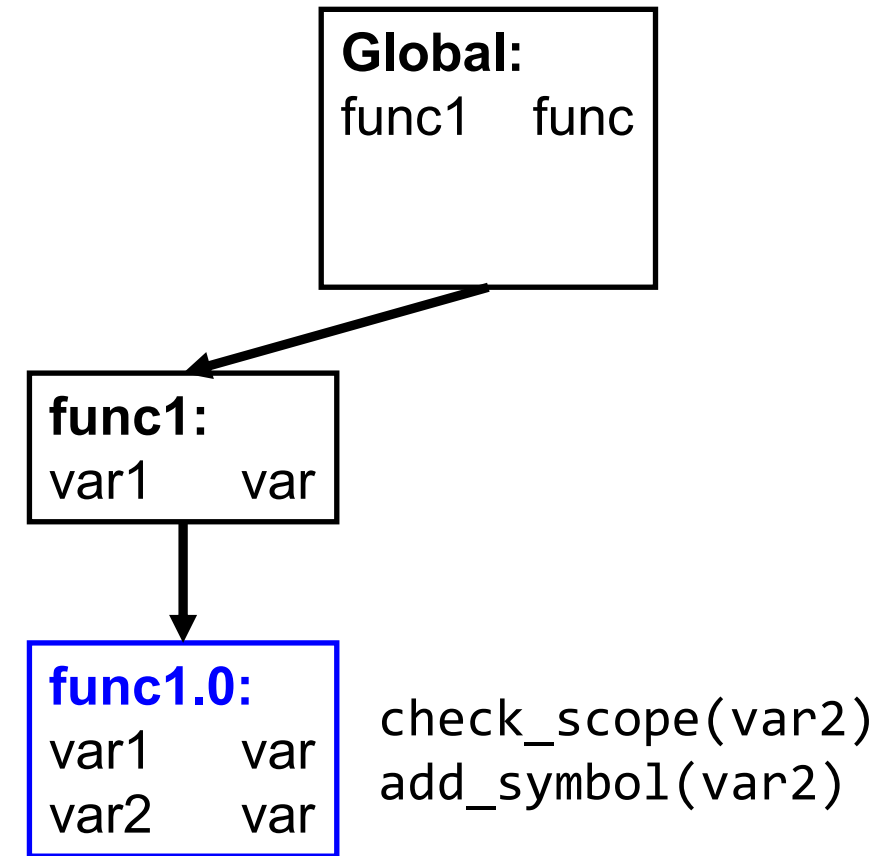 Global:
func1 func
func1:
var1 var
func1.0:
var1 var
var2 var
check_scope(var2)
add_symbol(var2)